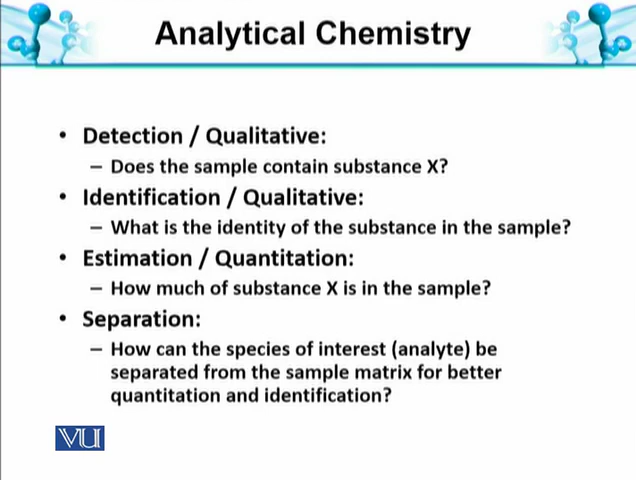 Analytical Chemistry
• Detection / Qualitative:
– Does the sample contain substance X?
• Identification / Qualitative:
– What is the identity of the substance in the sample?
• Estimation / Quantitation:
– How much of substance X is in the sample?
• Separation:
– How can the species of interest (analyte) be
separated from the sample matrix for better
quantitation and identification?
VU